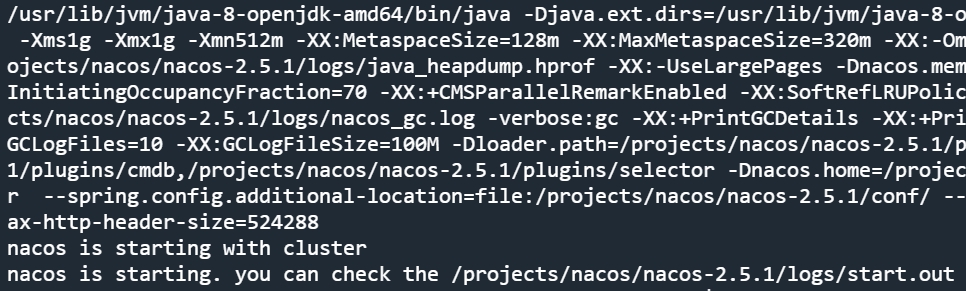 /usr/lib/jvm/java-8-openjdk-amd64/bin/java -Djava.ext.dirs=/usr/lib/jvm/java-8-o
-Xms1g -Xmx1g -Xmn512m -XX:MetaspaceSize=128m -XX:MaxMetaspaceSize=320m -XX:-Om
ojects/nacos/nacos-2.5.1/logs/java_heapdump.hprof -XX:-UseLargePages -Dnacos.mem
InitiatingOccupancyFraction=70 -XX:+CMSParallelRemarkEnabled -XX:SoftRefLRUPolic
cts/nacos/nacos-2.5.1/logs/nacos_gc.log -verbose:gc -XX:+PrintGCDetails -XX:+Pri
GCLogFiles=10 -XX:GCLogFileSize=100M -Dloader.path=/projects/nacos/nacos-2.5.1/p
1/plugins/cmdb,/projects/nacos/nacos-2.5.1/plugins/selector -Dnacos.home=/projec
r  --spring.config.additional-location=file:/projects/nacos/nacos-2.5.1/conf/ --
ax-http-header-size=524288
nacos is starting with cluster
nacos is starting. you can check the /projects/nacos/nacos-2.5.1/logs/start.out